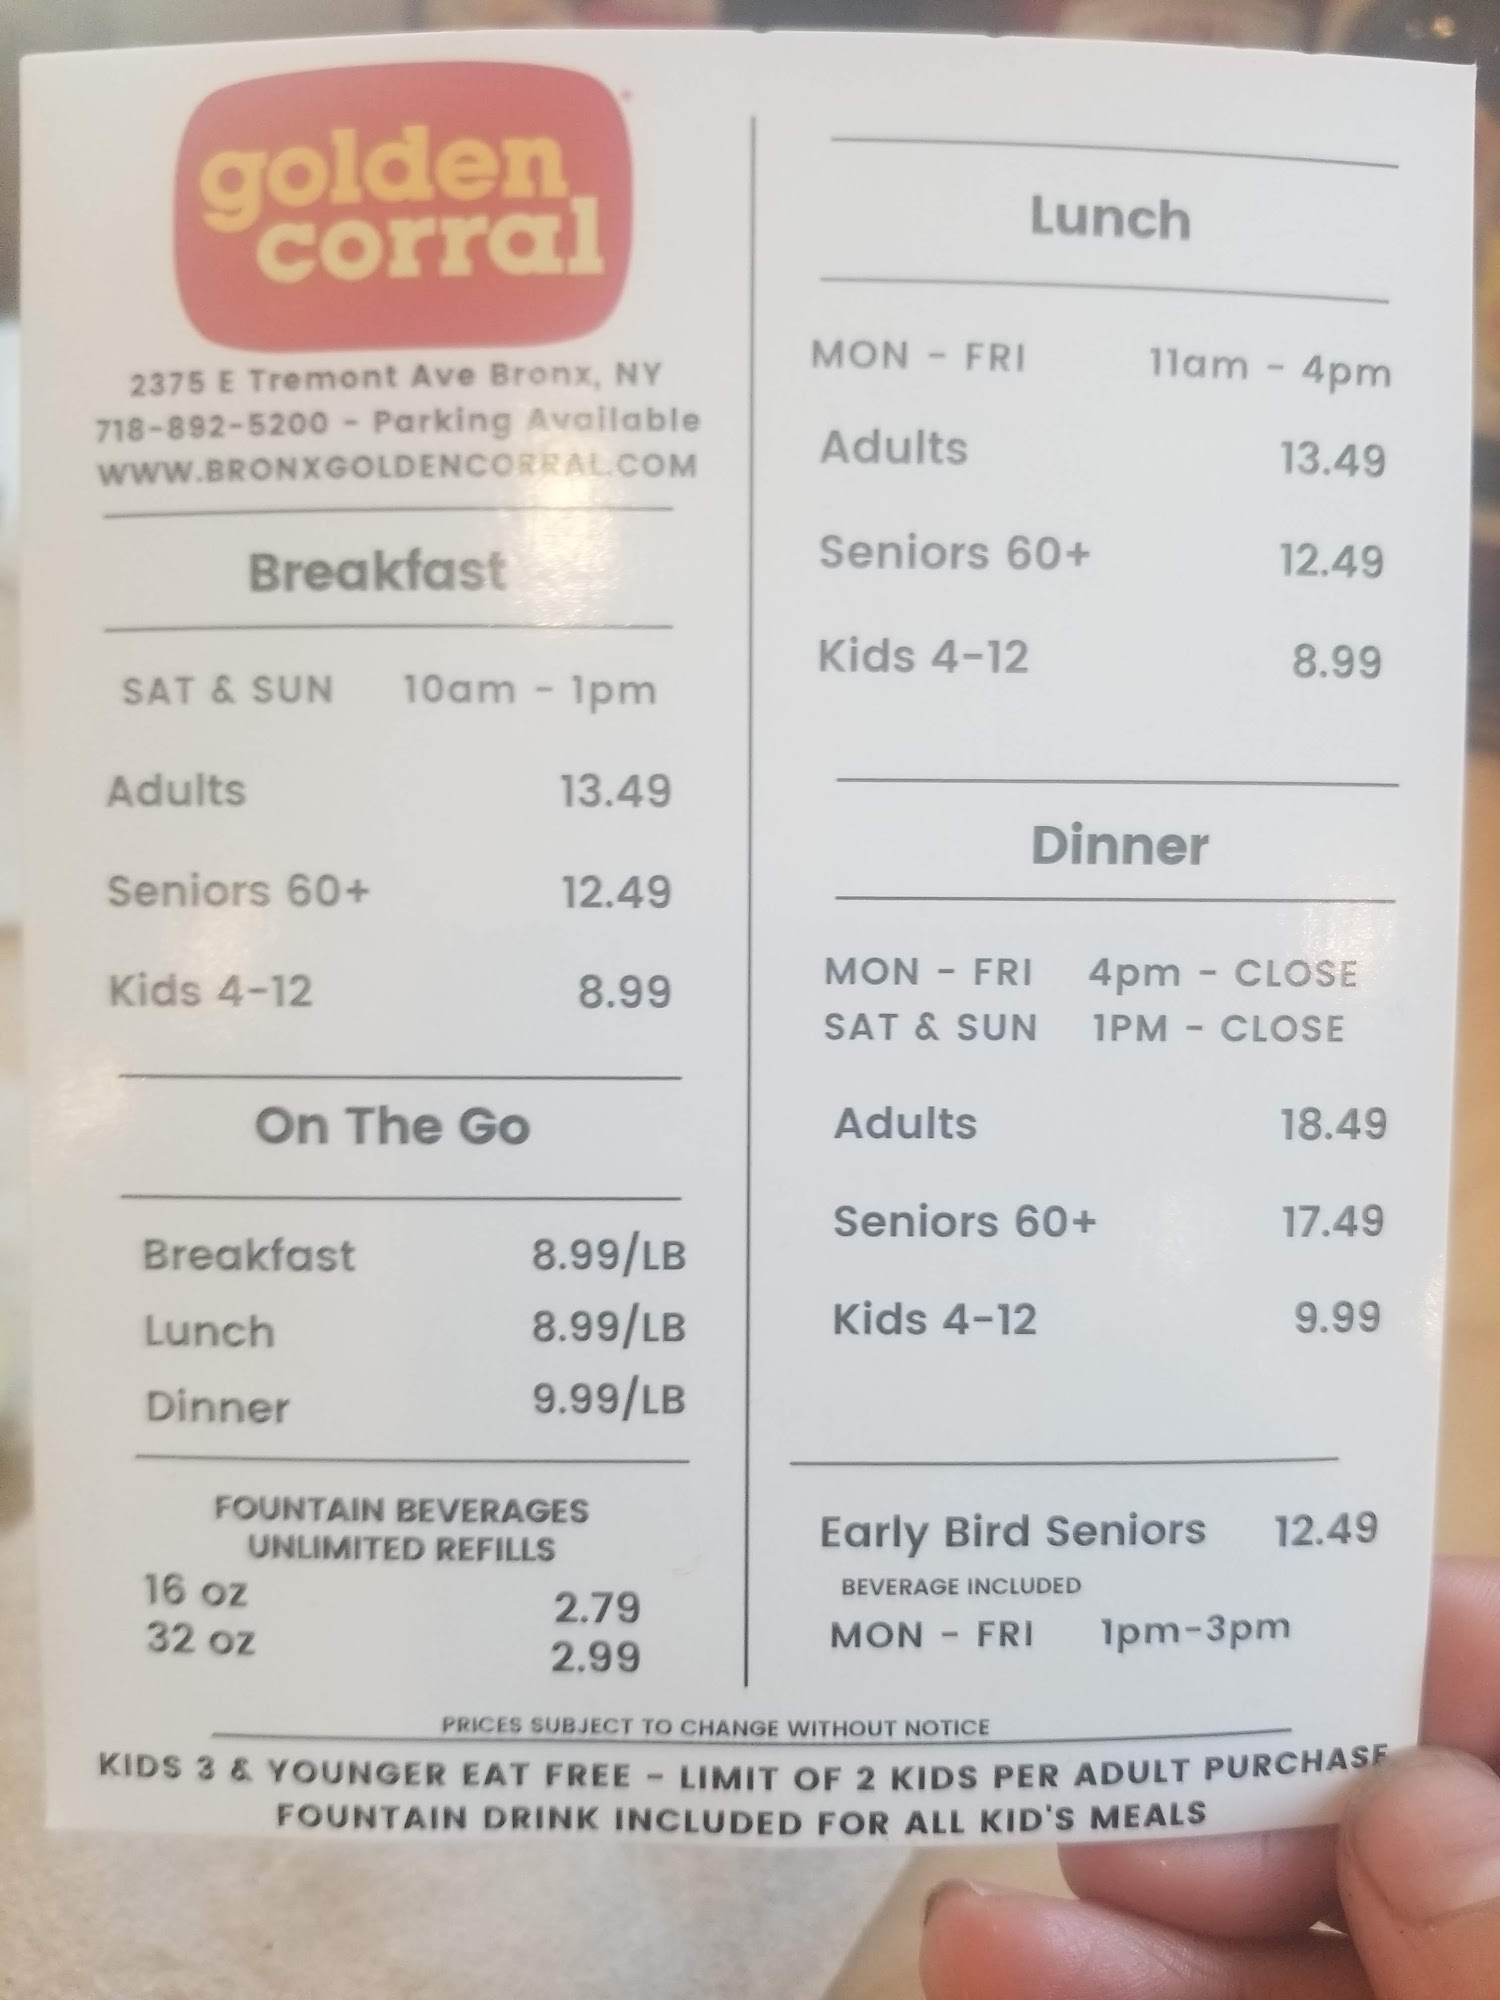 golden
corral
2375 E Tremont Ave Bronx, NY
718-892-5200 - Parking Available
WWW.BRONXGOLDENCORRAL.COM
Breakfast
SAT & SUN 10am - 1pm
Adults 13.49
Seniors 60+ 12.49
Kids 4-12 8.99
On The Go
Breakfast 8.99/LB
Lunch 8.99/LB
Dinner 9.99/LB
FOUNTAIN BEVERAGES
UNLIMITED REFILLS
16 oz 2.79
32 oz 2.99
Lunch
MON - FRI 11am - 4pm
Adults 13.49
Seniors 60+ 12.49
Kids 4-12 8.99
Dinner
MON - FRI 4pm - CLOSE
SAT & SUN 1PM - CLOSE
Adults 18.49
Seniors 60+ 17.49
Kids 4-12 9.99
Early Bird Seniors 12.49
BEVERAGE INCLUDED
MON - FRI 1pm-3pm
PRICES SUBJECT TO CHANGE WITHOUT NOTICE
KIDS 3 & YOUNGER EAT FREE - LIMIT OF 2 KIDS PER ADULT PURCHASE
FOUNTAIN DRINK INCLUDED FOR ALL KID'S MEALS